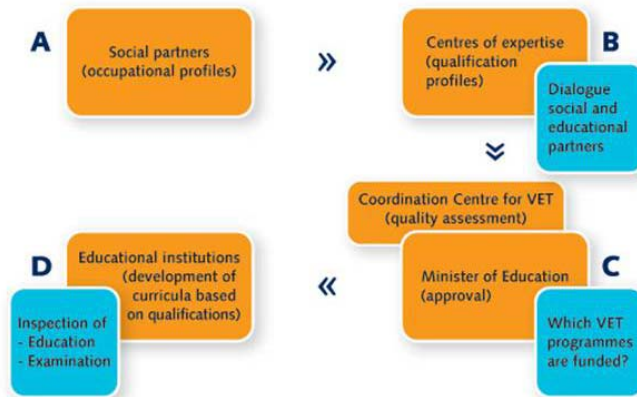 A
Social partners
(occupational profiles)
»
Centres of expertise
(qualification
profiles)
B
Dialogue
social and
educational
partners
Coordination Centre for VET
(quality assessment)
Minister of Education
(approval)
C
Which VET
programmes
are funded?
«
D
Educational institutions
(development of
curricula based
on qualifications)
Inspection of
- Education
- Examination